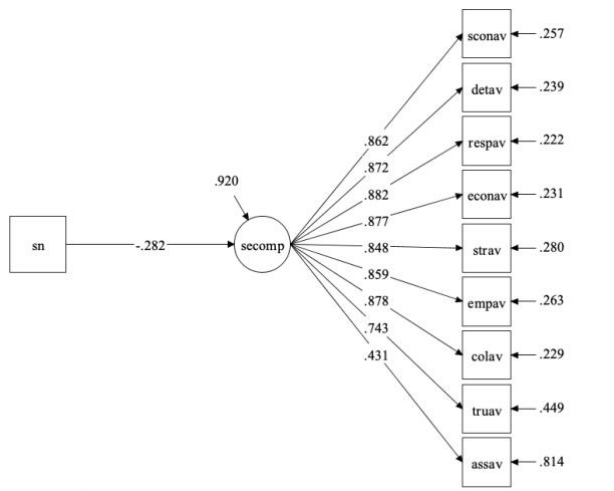 sconav .257
detav .239
.862
respav .222
.872
.920
.882
econav .231
.877
sn -.282 secomp
.848
strav .280
.859
empav .263
.878
.743
colav .229
.431
truav .449
assav .814